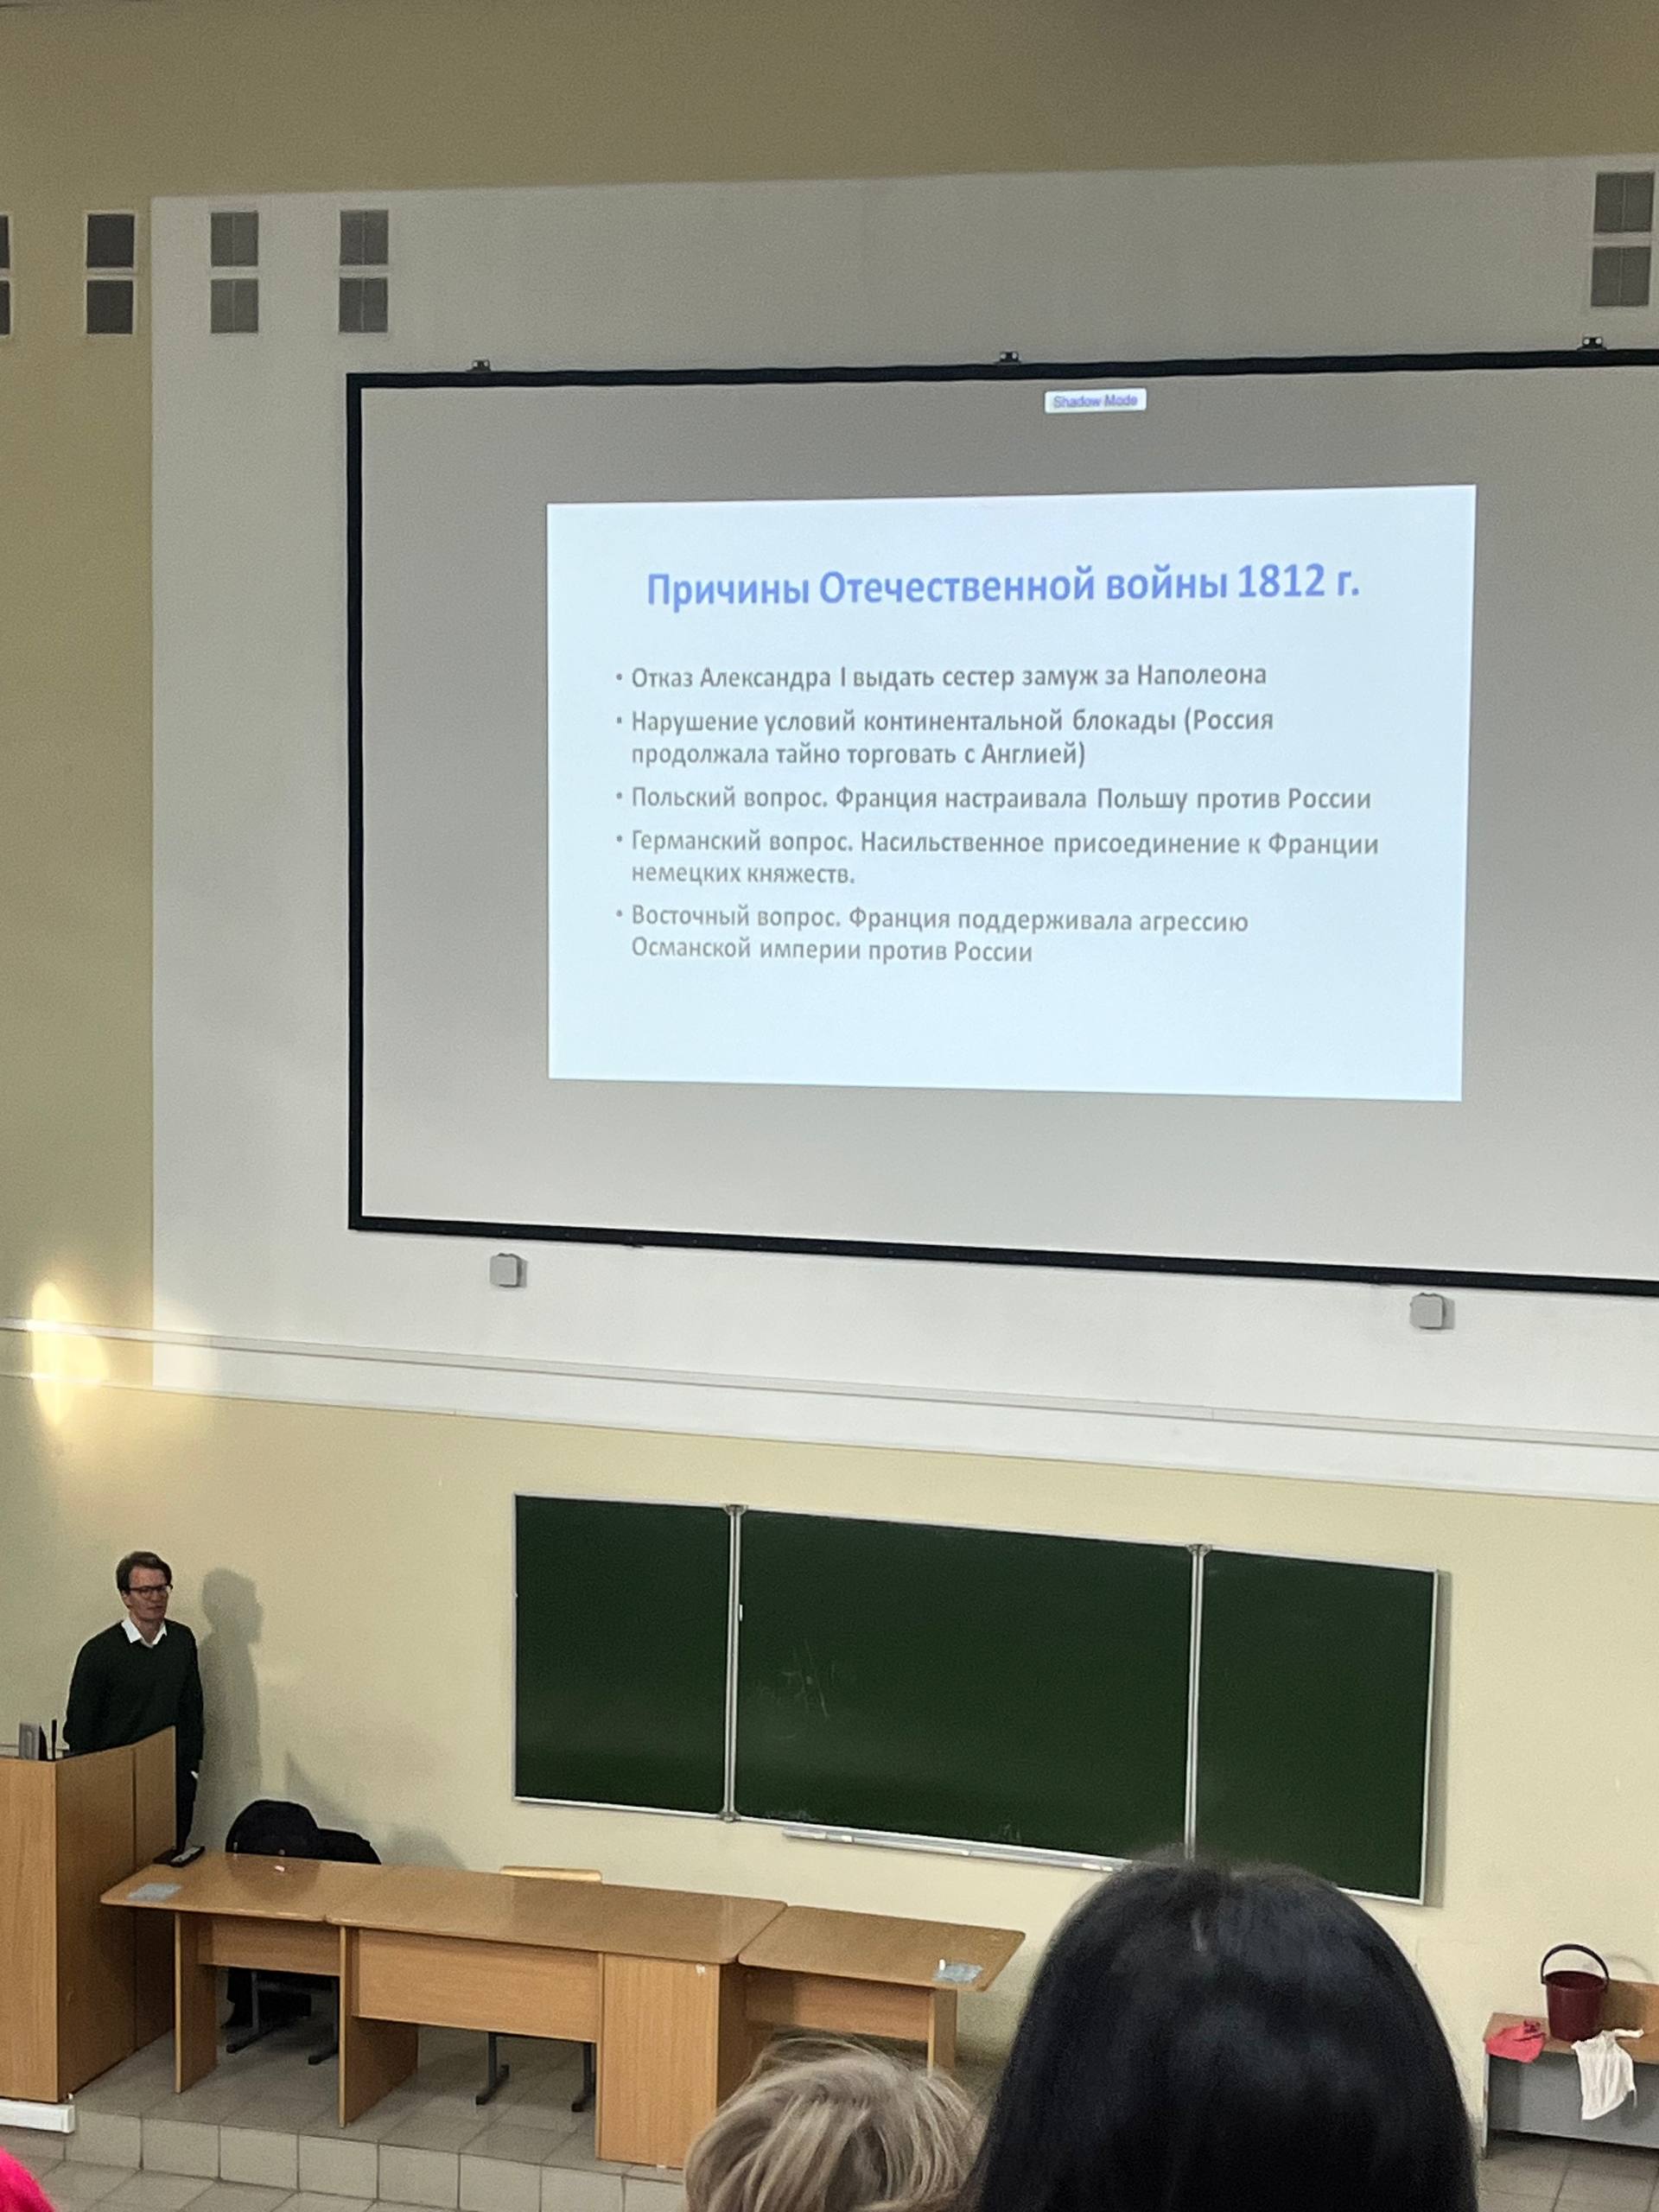 Shadow Mode
Причины Отечественной войны 1812 г.
• Отказ Александра I выдать сестер замуж за Наполеона
• Нарушение условий континентальной блокады (Россия
продолжала тайно торговать с Англией)
• Польский вопрос. Франция настраивала Польшу против России
• Германский вопрос. Насильственное присоединение к Франции
немецких княжеств.
• Восточный вопрос. Франция поддерживала агрессию
Османской империи против России